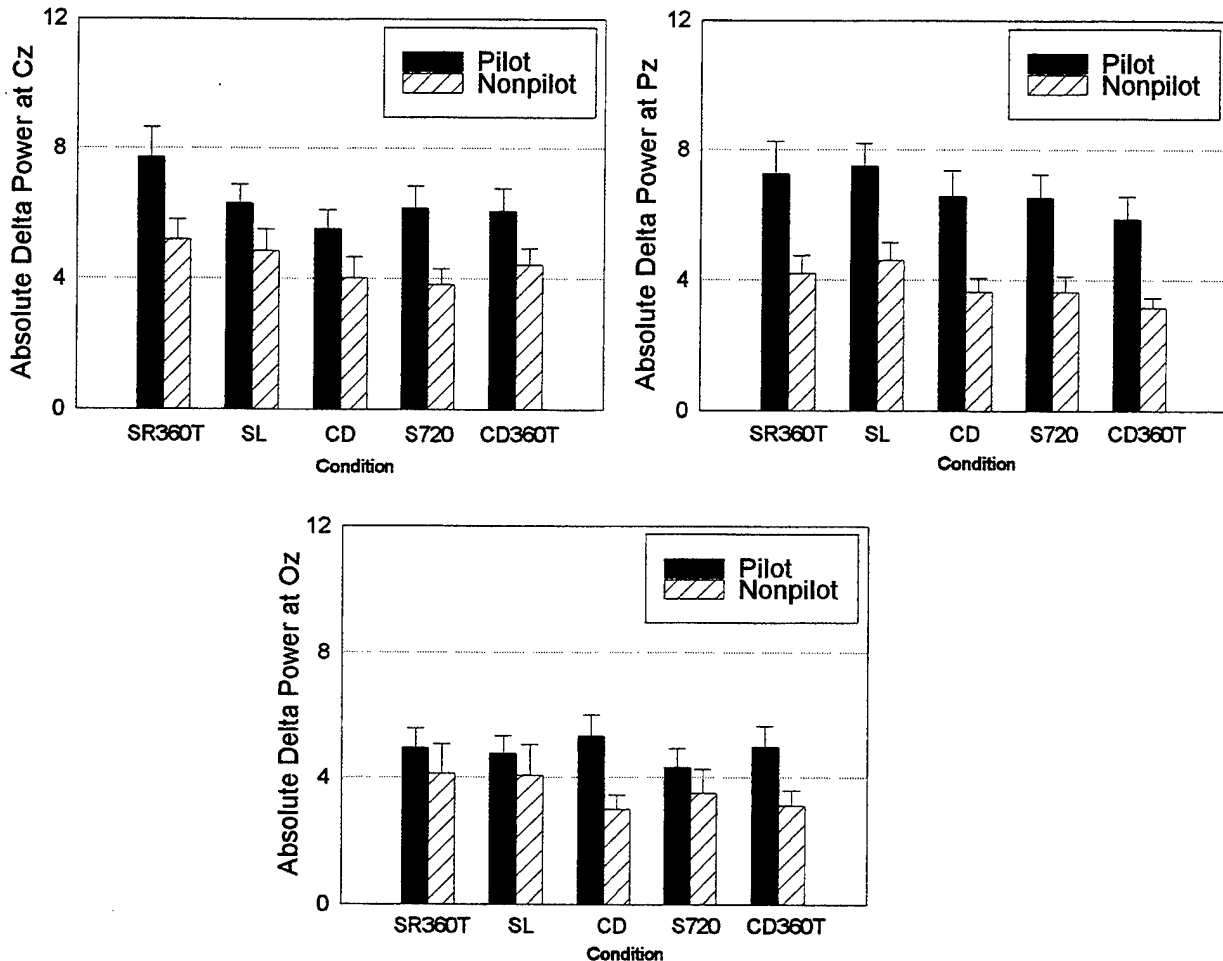 Absolute Delta Power at Cz
12
8
4
0
Pilot
Nonpilot
SR360T SL CD S720 CD360T
Condition
Absolute Delta Power at Pz
12
8
4
0
Pilot
Nonpilot
SR360T SL CD S720 CD360T
Condition
Absolute Delta Power at Oz
12
8
4
0
Pilot
Nonpilot
SR360T SL CD S720 CD360T
Condition